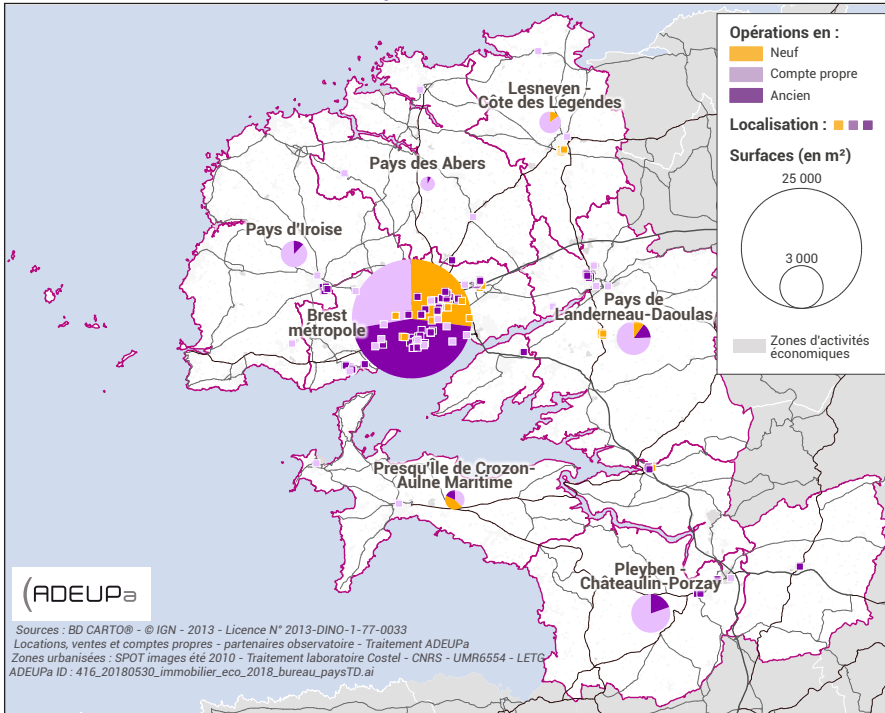 Opérations en :
Neuf
Compte propre
Ancien
Localisation :
Surfaces (en m²)
25 000
3 000
Zones d'activités
économiques
Lesneven -
Côte des Légendes
Pays des Abers
Pays d'Iroise
Brest
métropole
Pays de
Landerneau-Daoulas
Presqu'Ile de Crozon-
Aulne Maritime
Pleyben -
Châteaulin-Porzay
(ADEUPa
Sources : BD CARTO® - © IGN - 2013 - Licence N° 2013-DINO-1-77-0033
Locations, ventes et comptes propres - partenaires observatoire - Traitement ADEUPa
Zones urbanisées : SPOT images été 2010 - Traitement laboratoire Costel - CNRS - UMR6554 - LETG
ADEUPa ID : 416_20180530_immobilier_eco_2018_bureau_paysTD.ai